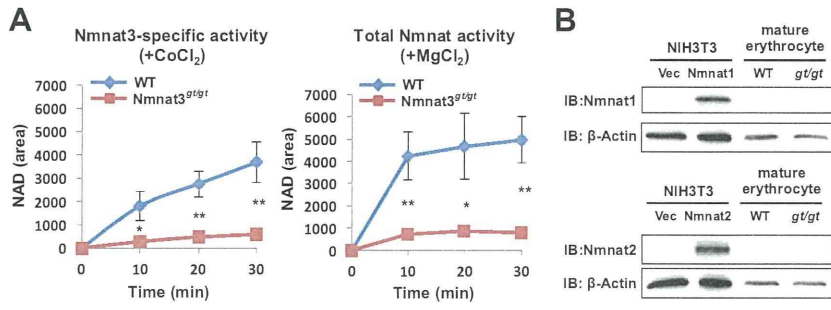 A
Nmnat3-specific activity
(+CoCl2)
WT
Nmnat3gt/gt
7000
6000
5000
4000
3000
2000
1000
0
NAD (area)
*
**
**
0 10 20 30
Time (min)
Total Nmnat activity
(+MgCl2)
WT
Nmnat3gt/gt
7000
6000
5000
4000
3000
2000
1000
0
NAD (area)
**
*
**
0 10 20 30
Time (min)
B
NIH3T3
mature
erythrocyte
Vec Nmnat1 WT gt/gt
IB:Nmnat1
IB: β-Actin
NIH3T3
mature
erythrocyte
Vec Nmnat2 WT gt/gt
IB:Nmnat2
IB: β-Actin